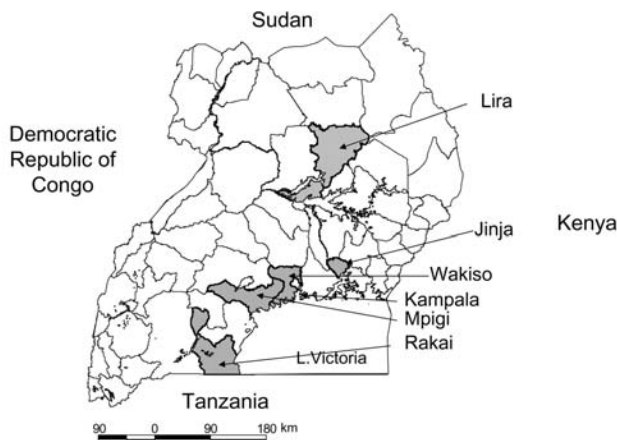 Sudan
Lira
Democratic
Republic of
Congo
Kenya
Jinja
Wakiso
Kampala
Mpigi
Rakai
L.Victoria
Tanzania
90 0 90 180 km